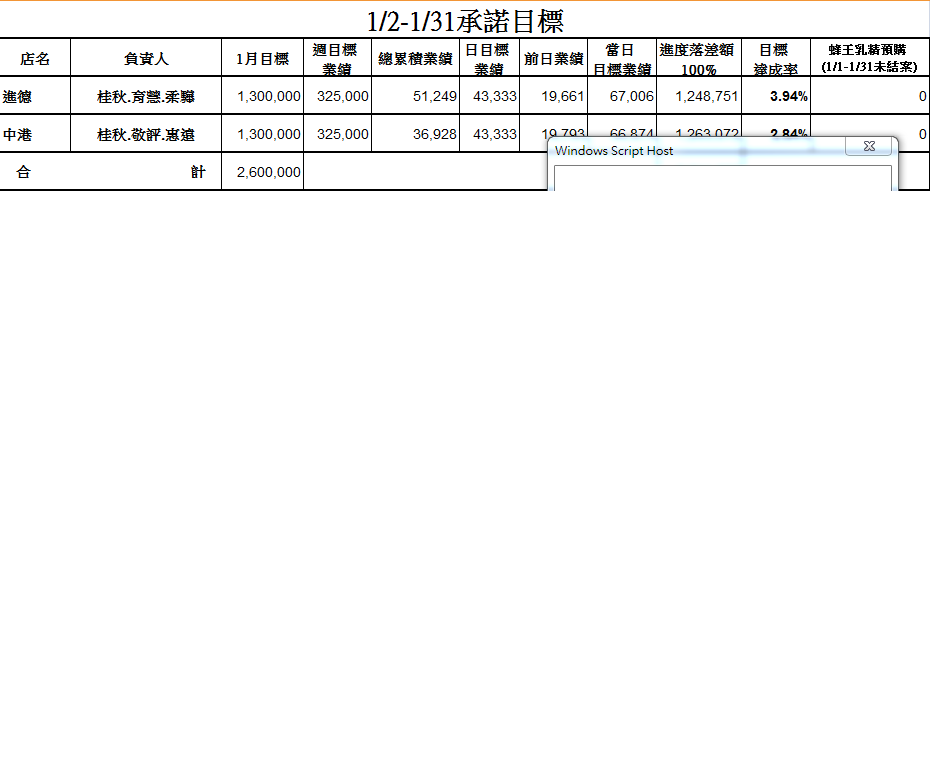 1/2-1/31承諾目標
店名 負責人 1月目標 週目標業績 總累積業績 日目標業績 前日業績 當日目標業績 進度落差額100% 目標達成率 蜂王乳精預購(1/1-1/31未結案)
進德 桂秋.育慧.柔驊 1,300,000 325,000 51,249 43,333 19,661 67,006 1,248,751 3.94% 0
中港 桂秋.敬評.惠遠 1,300,000 325,000 36,928 43,333 19,793 66,874 1,263,072 2.84% 0
合計 2,600,000
Windows Script Host